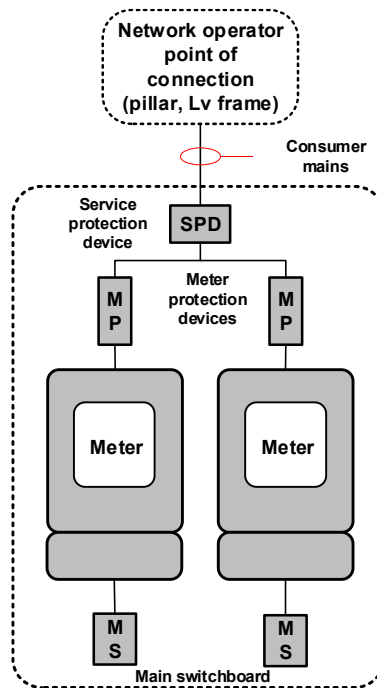 Network operator
point of
connection
(pillar, Lv frame)
Consumer
mains
Service
protection
device
SPD
Meter
protection
devices
M
P
M
P
Meter
Meter
M
S
M
S
Main switchboard